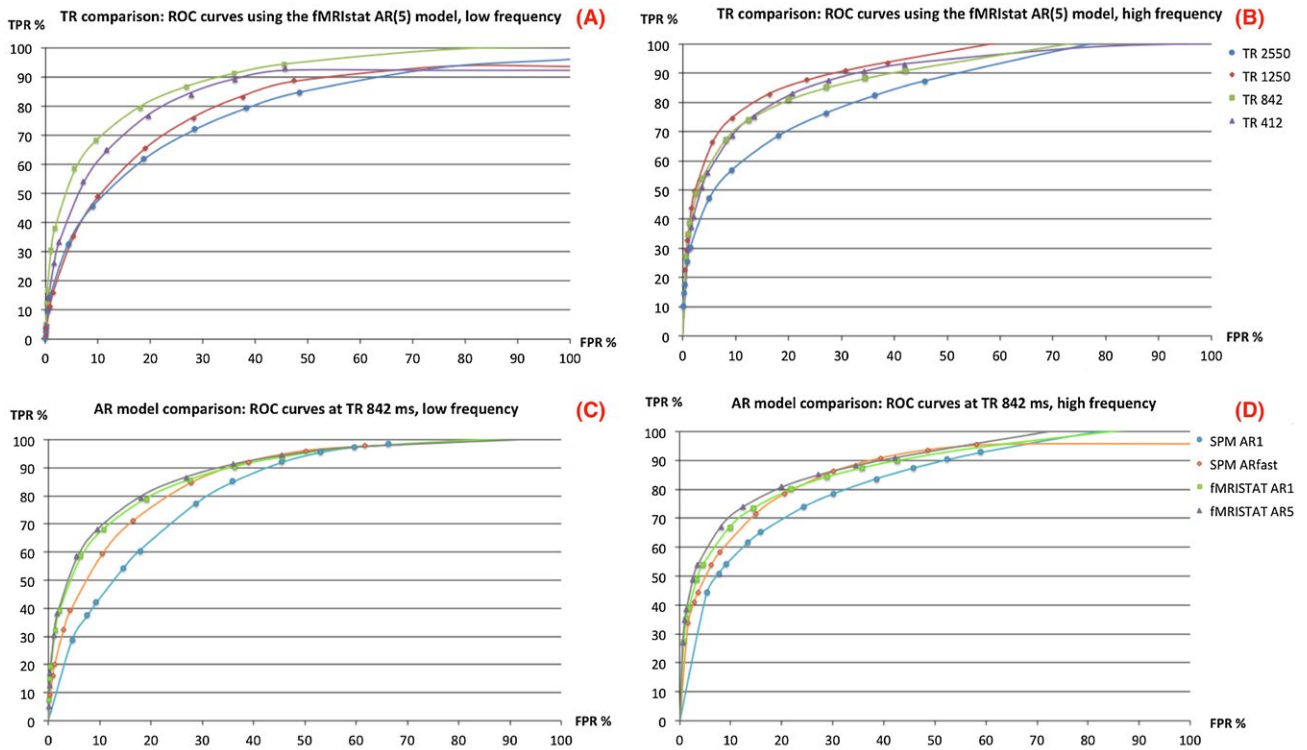 TR comparison: ROC curves using the fMRIstat AR(5) model, low frequency
(A)
TPR %
100
90
80
70
60
50
40
30
20
10
0
0 10 20 30 40 50 60 70 80 90 100
FPR %
TR comparison: ROC curves using the fMRIstat AR(5) model, high frequency
(B)
TPR %
100
90
80
70
60
50
40
30
20
10
0
0 10 20 30 40 50 60 70 80 90 100
FPR %
TR 2550
TR 1250
TR 842
TR 412
AR model comparison: ROC curves at TR 842 ms, low frequency
(C)
TPR %
100
90
80
70
60
50
40
30
20
10
0
0 10 20 30 40 50 60 70 80 90 100
FPR %
AR model comparison: ROC curves at TR 842 ms, high frequency
(D)
TPR %
100
90
80
70
60
50
40
30
20
10
0
0 10 20 30 40 50 60 70 80 90 100
FPR %
SPM AR1
SPM ARfast
fMRISTAT AR1
fMRISTAT AR5